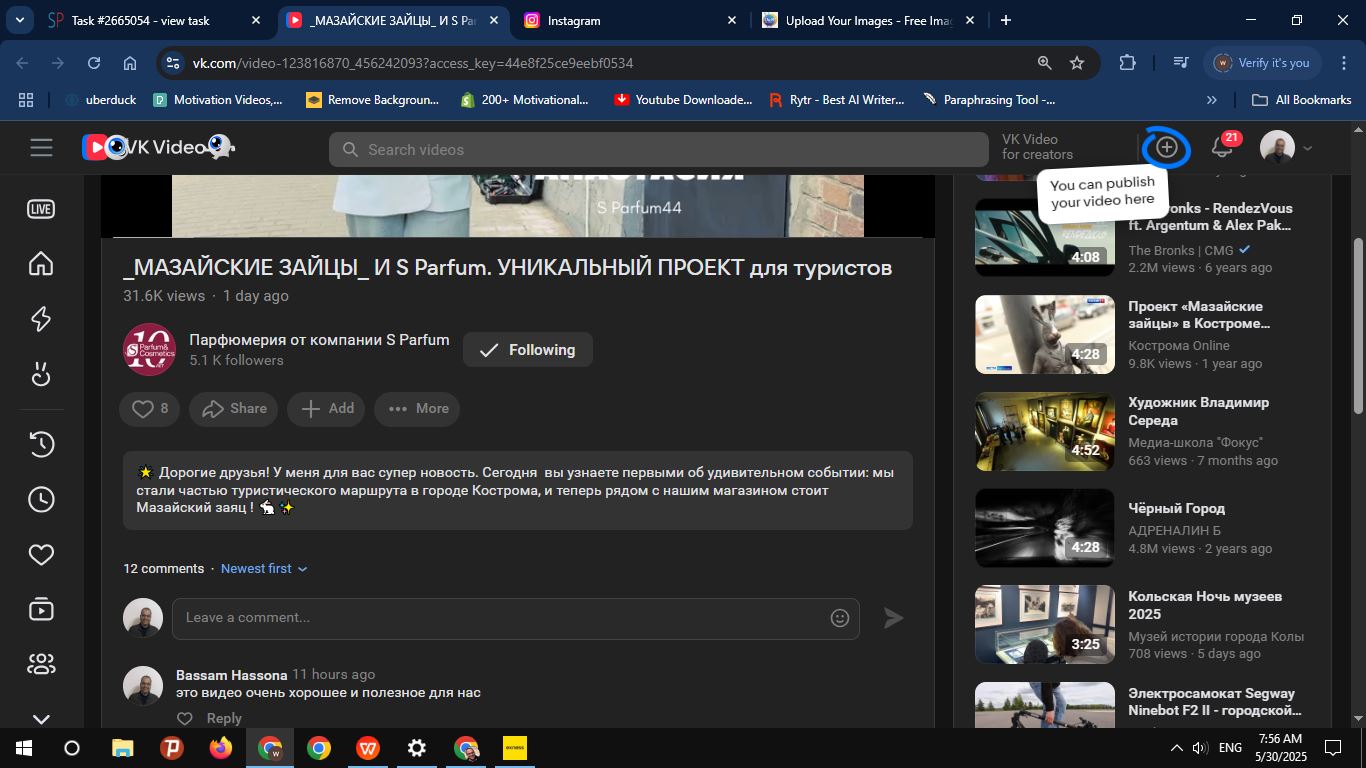 Task #2665054 - view task
_МАЗАЙСКИЕ ЗАЙЦЫ_ И S Par
Instagram
Upload Your Images - Free Imag
vk.com/video-123816870_456242093?access_key=44e8f25ce9eebf0534
Verify it's you
uberduck
Motivation Videos,...
Remove Backgroun...
200+ Motivational...
Youtube Downloade...
Rytr - Best AI Writer...
Paraphrasing Tool -...
All Bookmarks
VK Video
Search videos
VK Video
for creators
21
You can publish
your video here
LIVE
S Parfum44
_МАЗАЙСКИЕ ЗАЙЦЫ_ И S Parfum. УНИКАЛЬНЫЙ ПРОЕКТ для туристов
31.6K views · 1 day ago
Парфюмерия от компании S Parfum
5.1 K followers
Following
8
Share
Add
More
Дорогие друзья! У меня для вас супер новость. Сегодня вы узнаете первыми об удивительном событии: мы
стали частью туристического маршрута в городе Кострома, и теперь рядом с нашим магазином стоит
Мазайский заяц !
12 comments · Newest first
Leave a comment...
Bassam Hassona 11 hours ago
это видео очень хорошее и полезное для нас
Reply
4:08
onks - RendezVous
ft. Argentum & Alex Pak...
The Bronks | CMG
2.2M views · 6 years ago
4:28
Проект «Мазайские
зайцы» в Костроме...
Кострома Online
9.8K views · 1 year ago
4:52
Художник Владимир
Середа
Медиа-школа "Фокус"
663 views · 7 months ago
4:28
Чёрный Город
АДРЕНАЛИН Б
4.8M views · 2 years ago
3:25
Кольская Ночь музеев
2025
Музей истории города Колы
708 views · 5 days ago
Электросамокат Segway
Ninebot F2 II - городской...
ENG
7:56 AM
5/30/2025